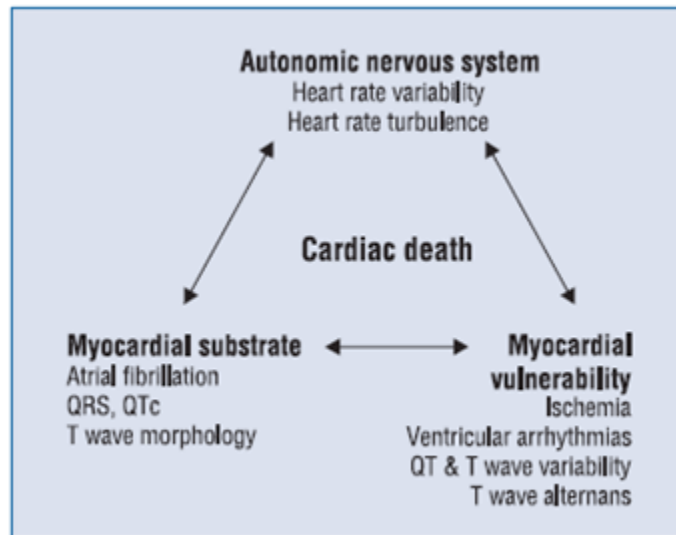 Autonomic nervous system
Heart rate variability
Heart rate turbulence
Cardiac death
Myocardial substrate
Atrial fibrillation
QRS, QTc
T wave morphology
Myocardial
vulnerability
Ischemia
Ventricular arrhythmias
QT & T wave variability
T wave alternans